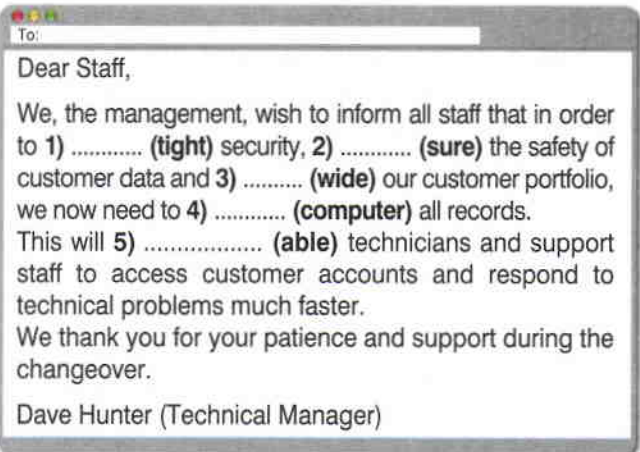 To:
Dear Staff,
We, the management, wish to inform all staff that in order
to 1) ............ (tight) security, 2) ............ (sure) the safety of
customer data and 3) .......... (wide) our customer portfolio,
we now need to 4) ............ (computer) all records.
This will 5) .................. (able) technicians and support
staff to access customer accounts and respond to
technical problems much faster.
We thank you for your patience and support during the
changeover.
Dave Hunter (Technical Manager)